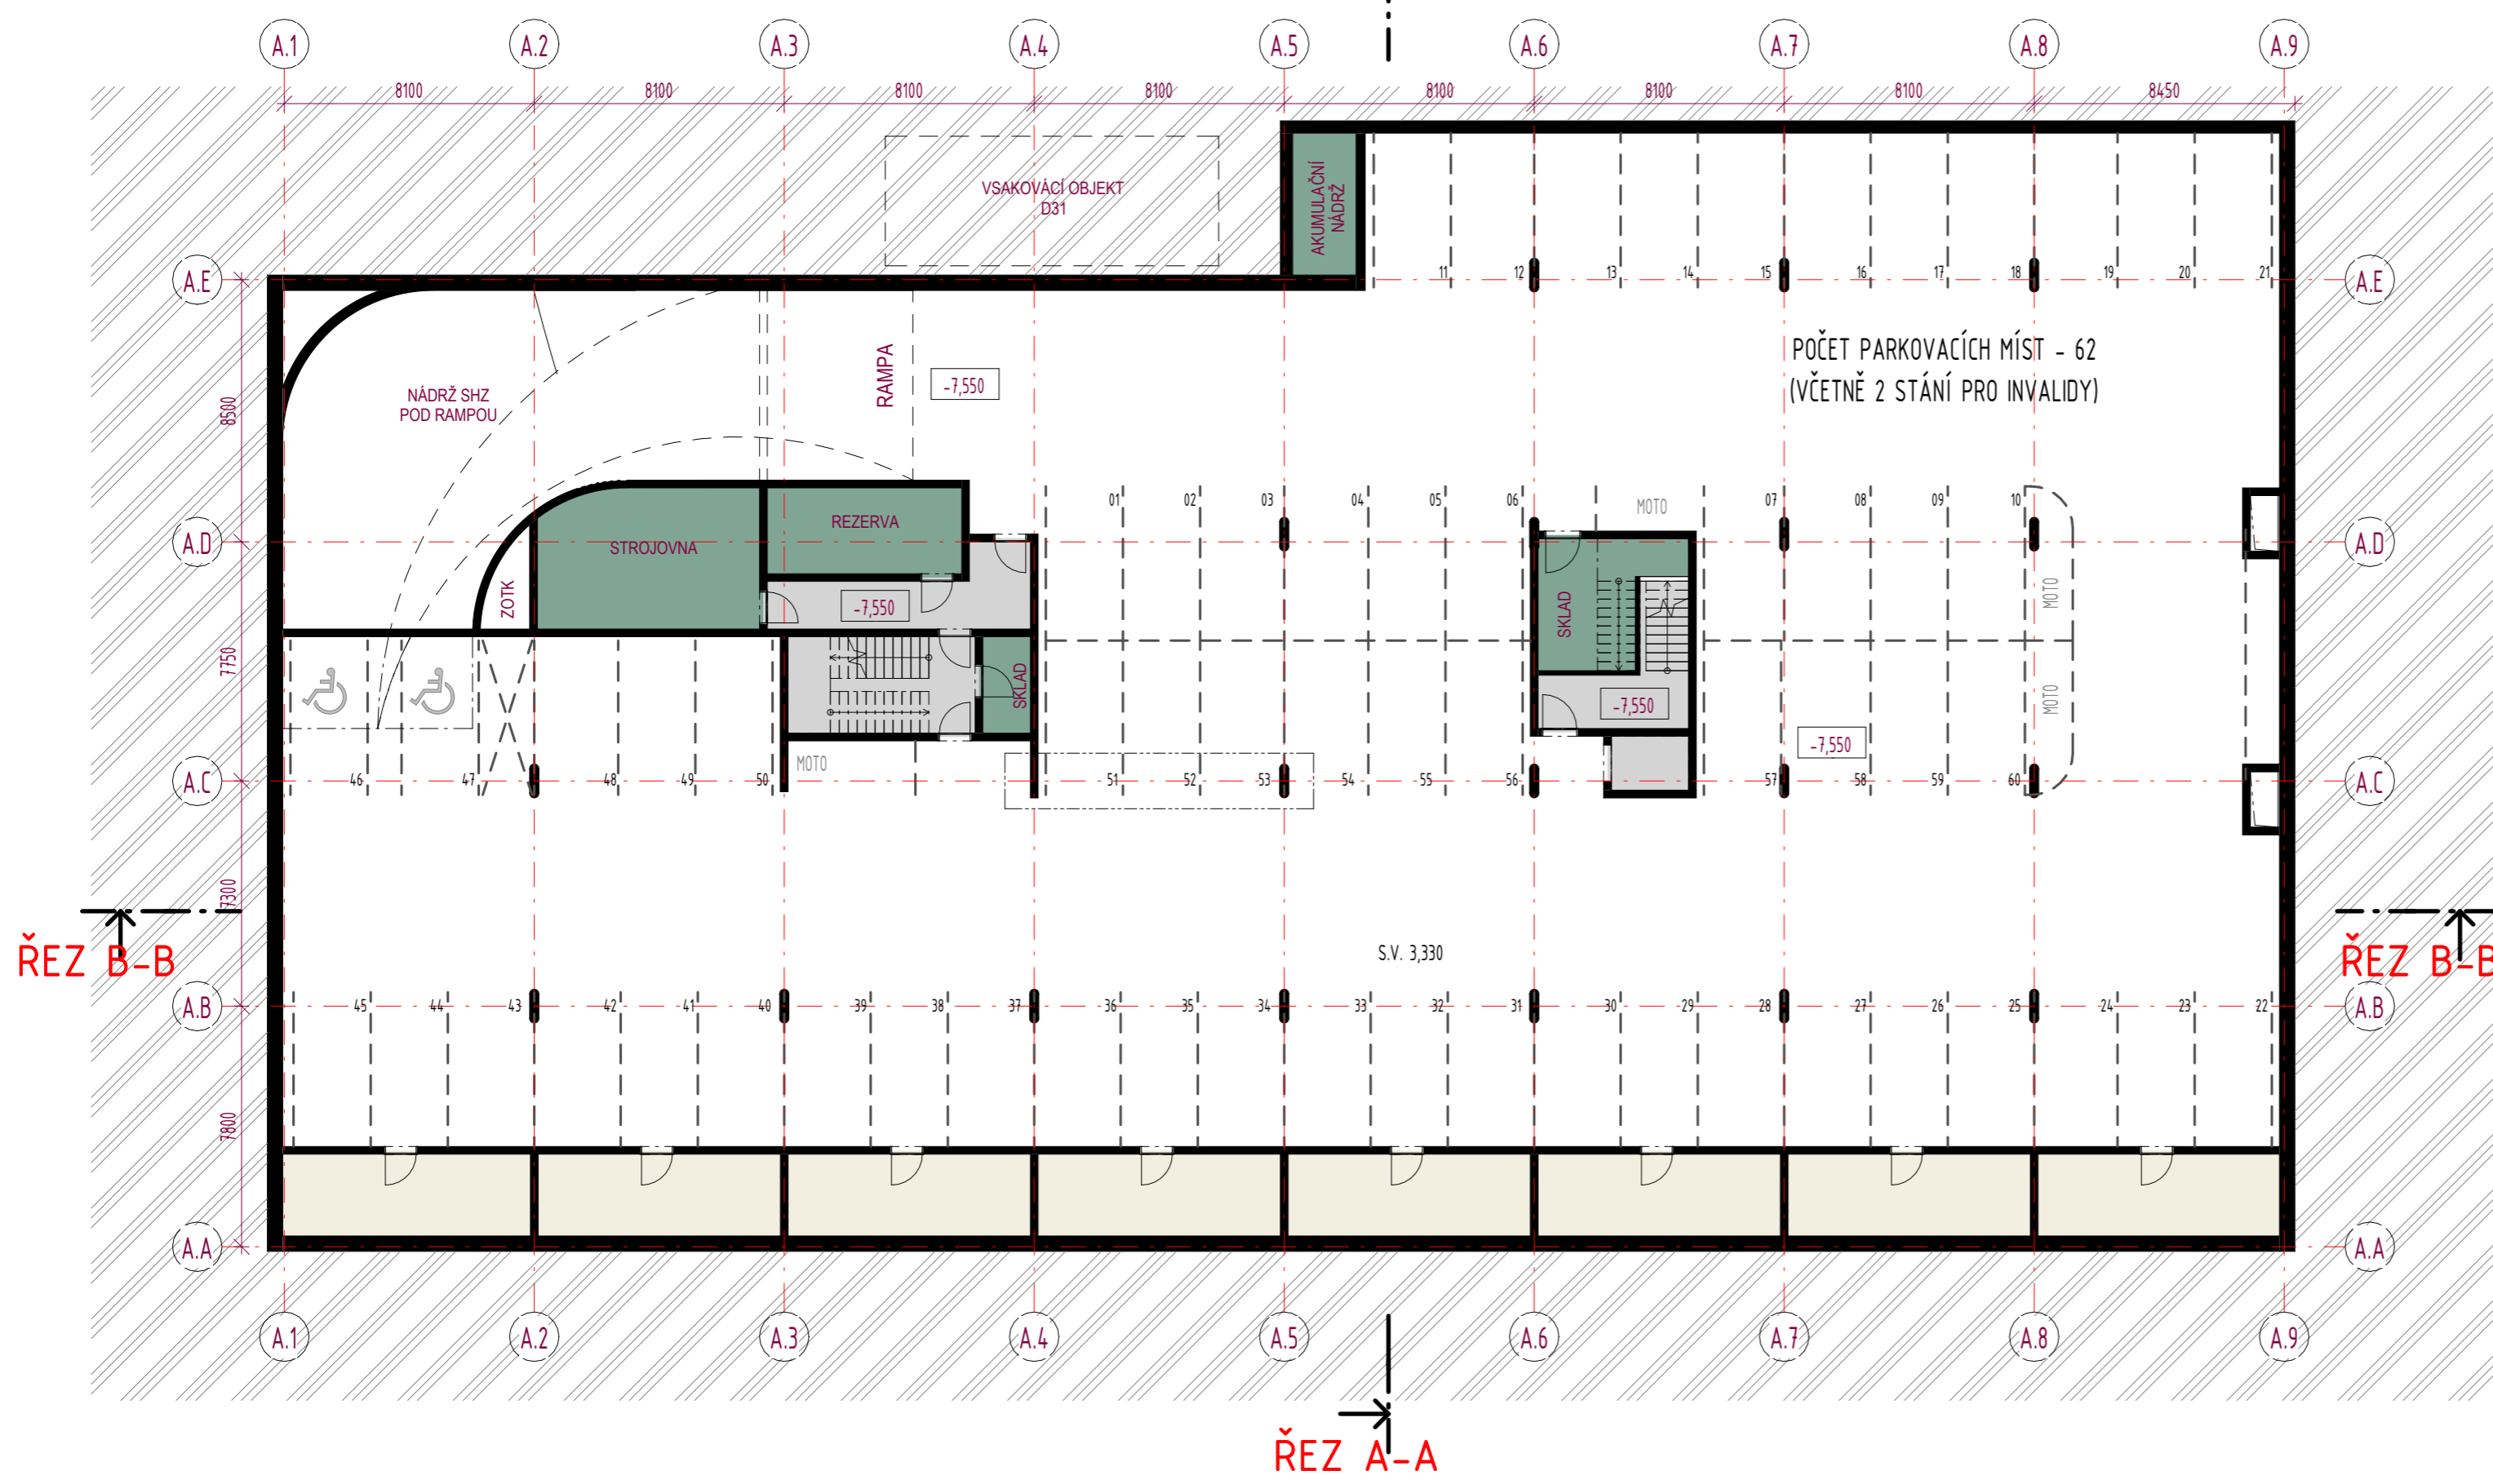 A.1 A.2 A.3 A.4 A.5 A.6 A.7 A.8 A.9
8100 8100 8100 8100 8100 8100 8100 8450
VSAKOVÁCÍ OBJEKT
D31
AKUMULAČNÍ
NÁDRŽ
A.E 11 12 13 14 15 16 17 18 19 20 21 A.E
POČET PARKOVACÍCH MÍST - 62
(VČETNĚ 2 STÁNÍ PRO INVALIDY)
RAMPA
-7,550
NÁDRŽ SHZ
POD RAMPOU
8500
01 02 03 04 05 06 MOTO 07 08 09 10
REZERVA
A.D STROJOVNA A.D
ZOTK
-7,550
SKLAD
MOTO
7750
SKLAD
-7,550
MOTO
-7,550
MOTO
A.C 46 47 48 49 50 51 52 53 54 55 56 57 58 59 60 A.C
7300
ŘEZ B-B
S.V. 3,330
ŘEZ B-B
A.B 45 44 43 42 41 40 39 38 37 36 35 34 33 32 31 30 29 28 27 26 25 24 23 22 A.B
7800
A.A A.A
A.1 A.2 A.3 A.4 A.5 A.6 A.7 A.8 A.9
ŘEZ A-A